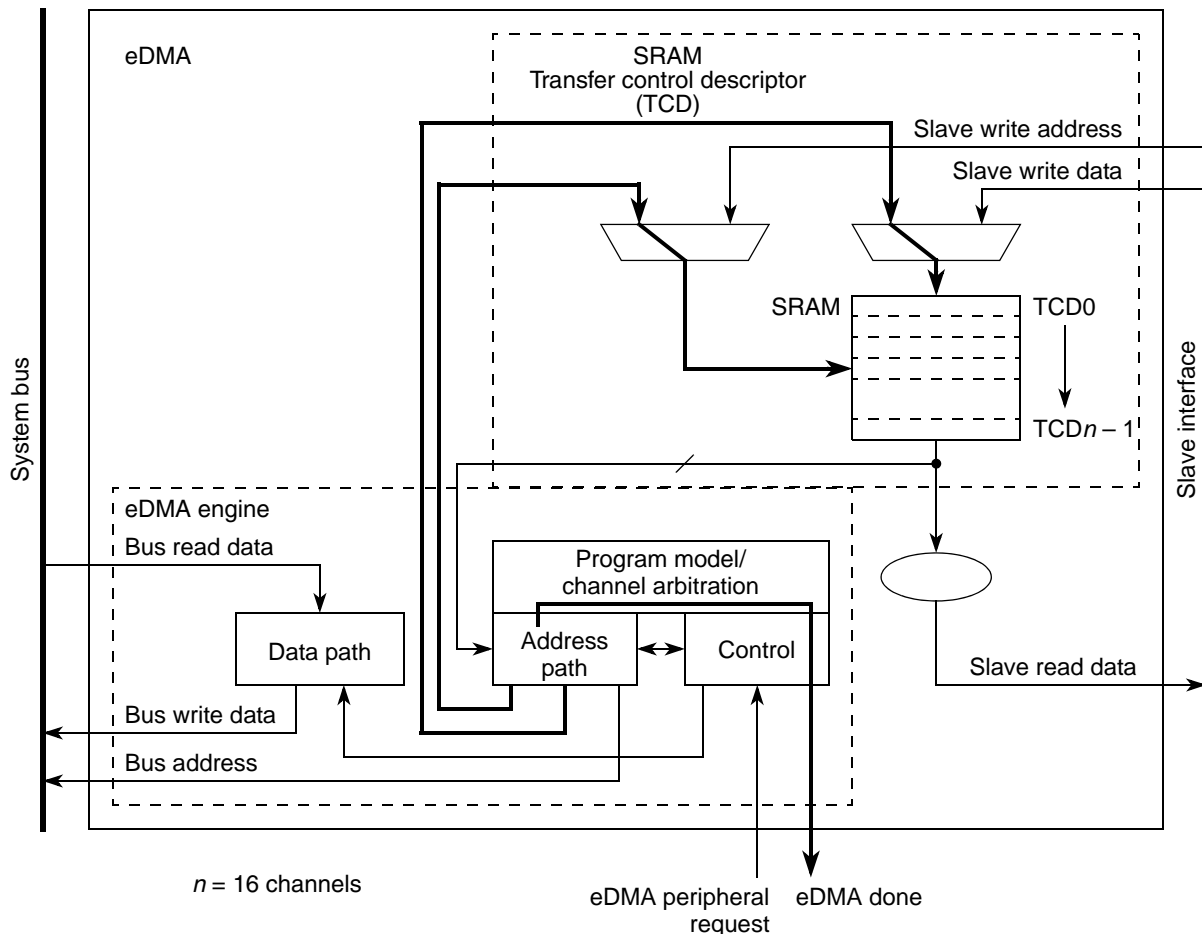 eDMA
SRAM
Transfer control descriptor
(TCD)
Slave write address
Slave write data
SRAM
TCD0
TCDn – 1
System bus
Slave interface
eDMA engine
Bus read data
Program model/
channel arbitration
Data path
Address
path
Control
Slave read data
Bus write data
Bus address
n = 16 channels
eDMA peripheral
request
eDMA done